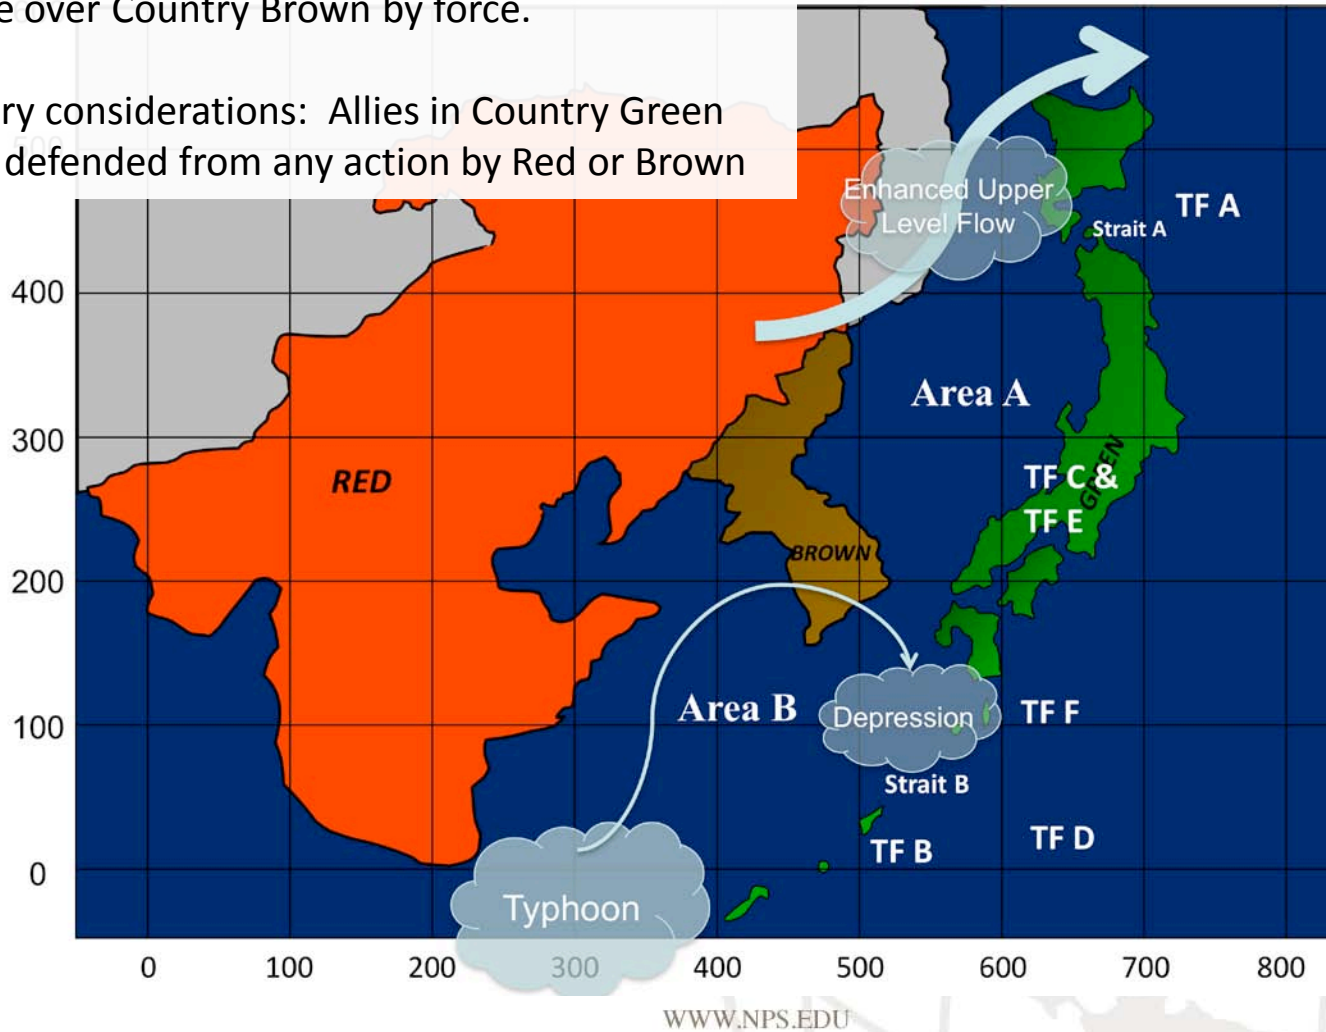 e over Country Brown by force.
ry considerations: Allies in Country Green
defended from any action by Red or Brown
500
Enhanced Upper
Level Flow
TF A
Strait A
400
Area A
300
RED
GREEN
TF C &
TF E
BROWN
200
Area B
Depression
TF F
100
Strait B
TF D
TF B
0
Typhoon
0 100 200 300 400 500 600 700 800
WWW.NPS.EDU